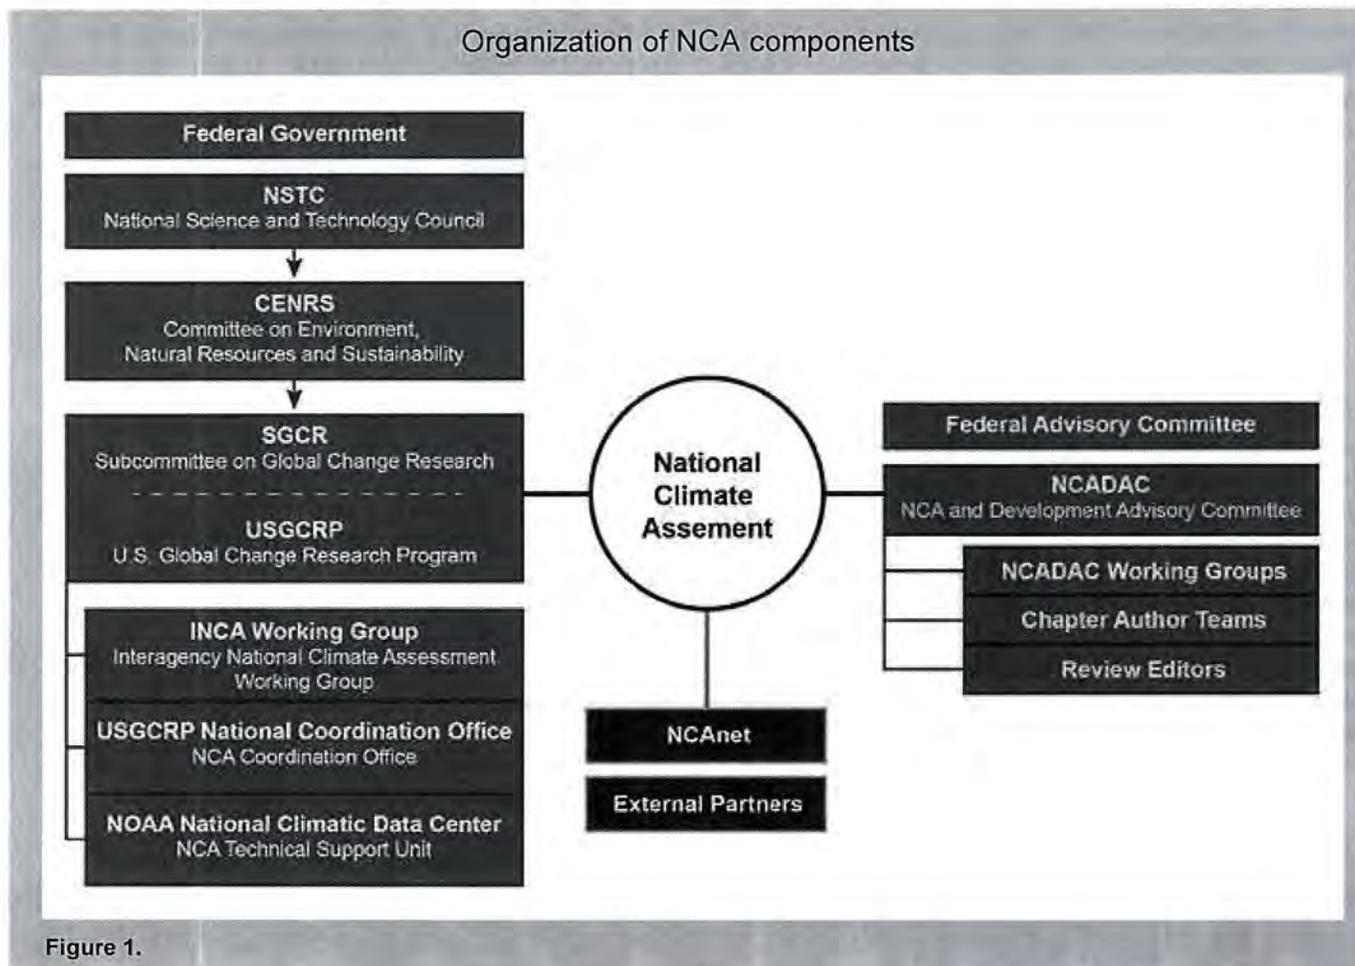 Organization of NCA components
Federal Government
NSTC
National Science and Technology Council
CENRS
Committee on Environment,
Natural Resources and Sustainability
SGCR
Subcommittee on Global Change Research
USGCRP
U.S. Global Change Research Program
INCA Working Group
Interagency National Climate Assessment
Working Group
USGCRP National Coordination Office
NCA Coordination Office
NOAA National Climatic Data Center
NCA Technical Support Unit
National
Climate
Assement
NCAnet
External Partners
Federal Advisory Committee
NCADAC
NCA and Development Advisory Committee
NCADAC Working Groups
Chapter Author Teams
Review Editors
Figure 1.